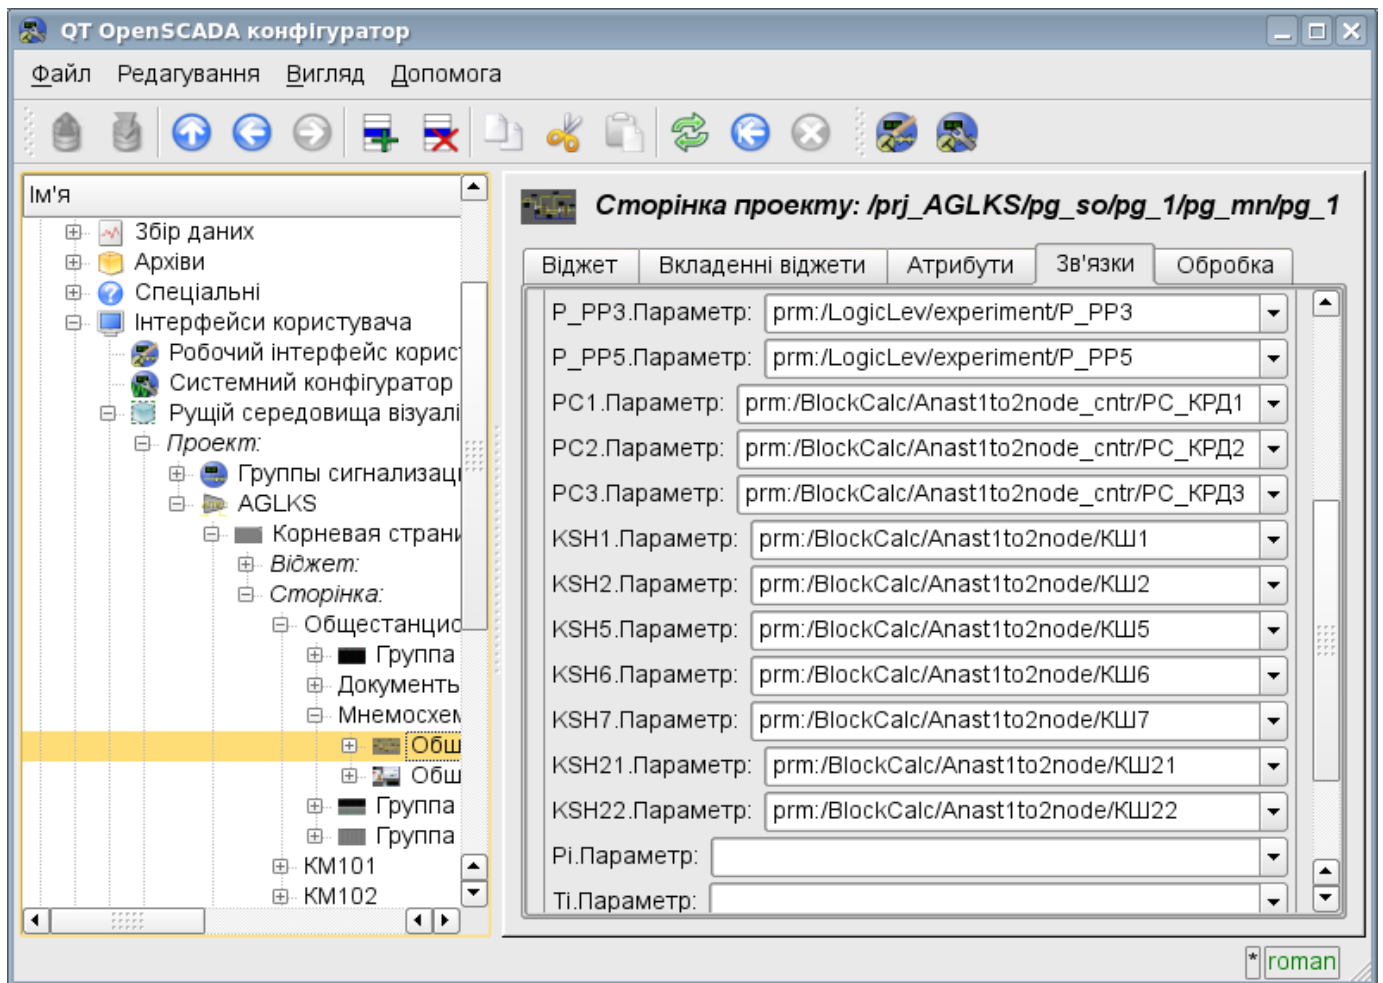 QT OpenSCADA конфігуратор
Файл Редагування Вигляд Допомога
Ім'я
Збір даних
Архіви
Спеціальні
Інтерфейси користувача
Робочий інтерфейс корис
Системний конфігуратор
Рущій середовища візуалі
Проект:
Группы сигнализац
AGLKS
Корневая страни
Віджет:
Сторінка:
Общестанцио
Группа
Документь
Мнемосхем
Общ
Общ
Группа
Группа
КМ101
КМ102
Сторінка проекту: /prj_AGLKS/pg_so/pg_1/pg_mn/pg_1
Віджет Вкладенні віджети Атрибути Зв'язки Обробка
P_PP3.Параметр: prm:/LogicLev/experiment/P_PP3
P_PP5.Параметр: prm:/LogicLev/experiment/P_PP5
PC1.Параметр: prm:/BlockCalc/Anast1to2node_cntr/PC_КРД1
PC2.Параметр: prm:/BlockCalc/Anast1to2node_cntr/PC_КРД2
PC3.Параметр: prm:/BlockCalc/Anast1to2node_cntr/PC_КРД3
KSH1.Параметр: prm:/BlockCalc/Anast1to2node/КШ1
KSH2.Параметр: prm:/BlockCalc/Anast1to2node/КШ2
KSH5.Параметр: prm:/BlockCalc/Anast1to2node/КШ5
KSH6.Параметр: prm:/BlockCalc/Anast1to2node/КШ6
KSH7.Параметр: prm:/BlockCalc/Anast1to2node/КШ7
KSH21.Параметр: prm:/BlockCalc/Anast1to2node/КШ21
KSH22.Параметр: prm:/BlockCalc/Anast1to2node/КШ22
Pi.Параметр:
Ti.Параметр:
* roman